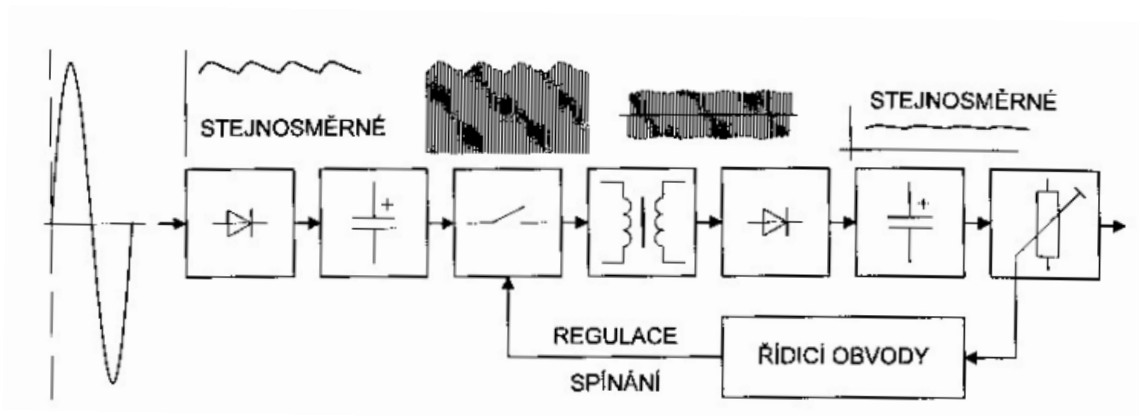 STEJNOSMĚRNÉ
STEJNOSMĚRNÉ
REGULACE
SPÍNÁNÍ
ŘÍDICÍ OBVODY